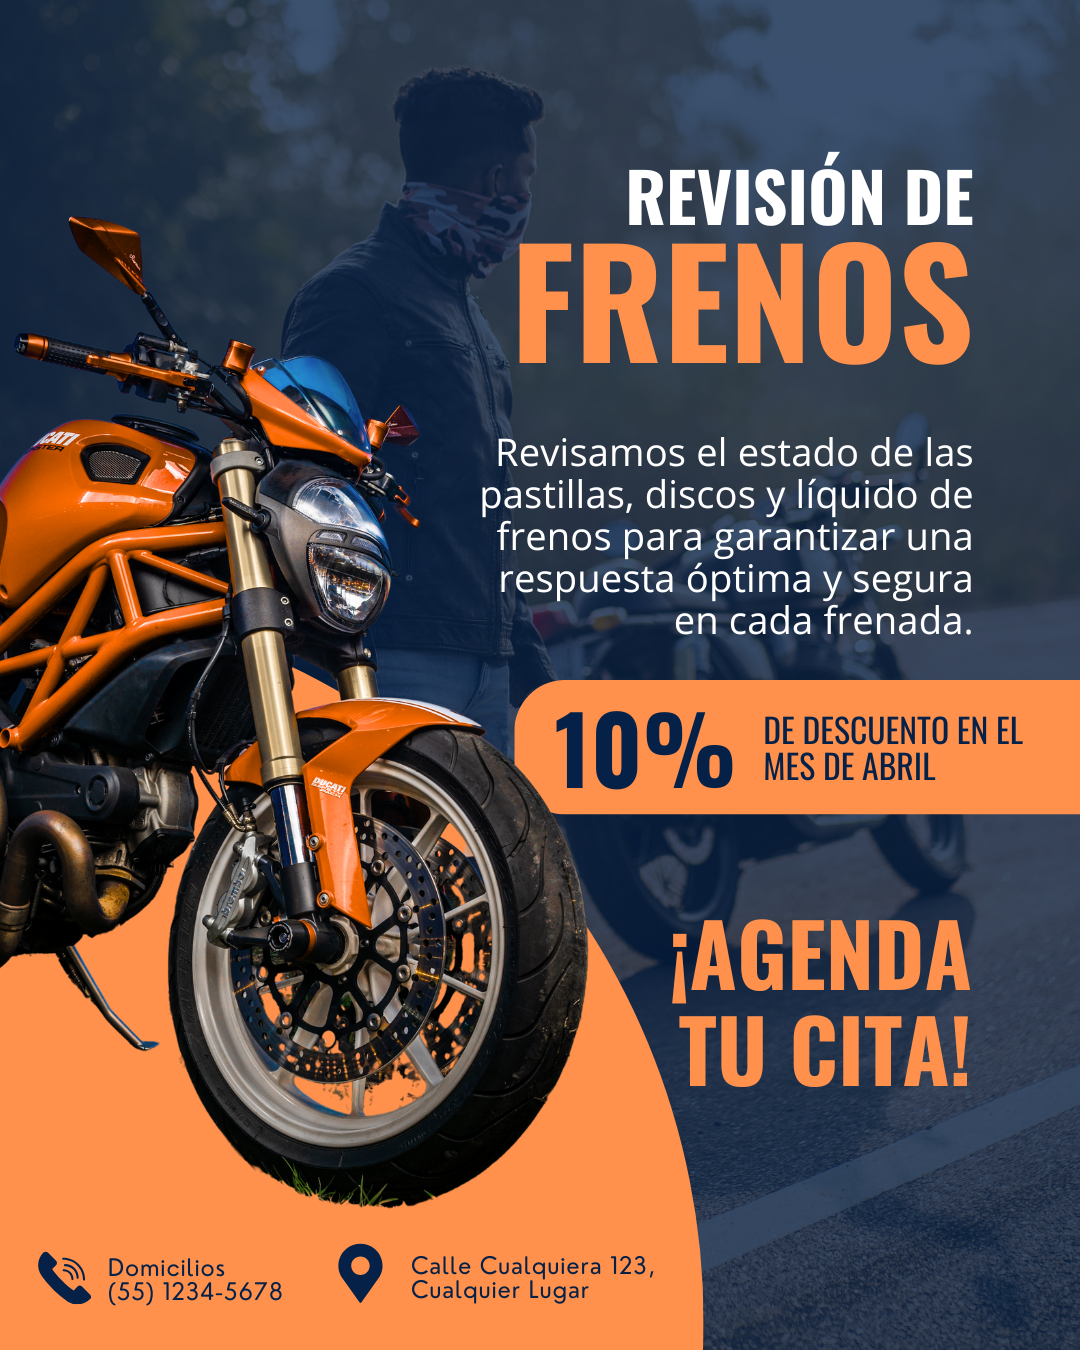 REVISIÓN DE
FRENOS
Revisamos el estado de las
pastillas, discos y líquido de
frenos para garantizar una
respuesta óptima y segura
en cada frenada.
10%
DE DESCUENTO EN EL
MES DE ABRIL
¡AGENDA
TU CITA!
DUCATI
brembo
Domicilios
(55) 1234-5678
Calle Cualquiera 123,
Cualquier Lugar